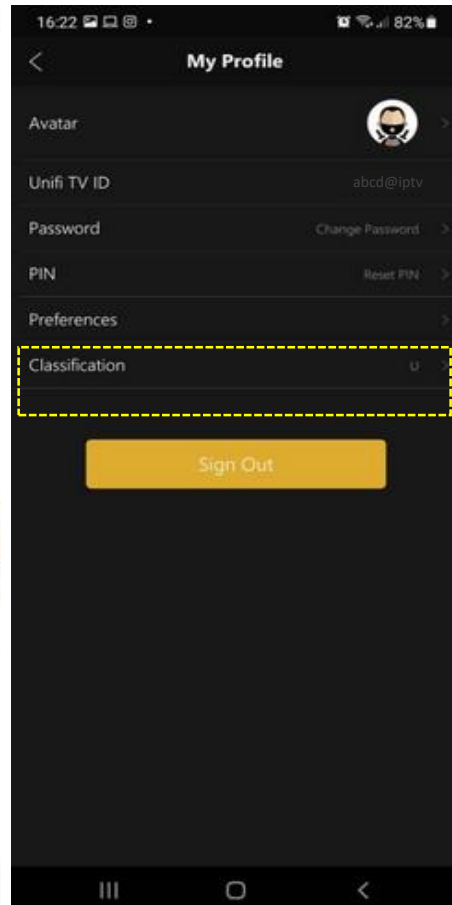 16:22 82%
My Profile
Avatar
Unifi TV ID abcd@iptv
Password Change Password
PIN Reset PIN
Preferences
Classification U
Sign Out